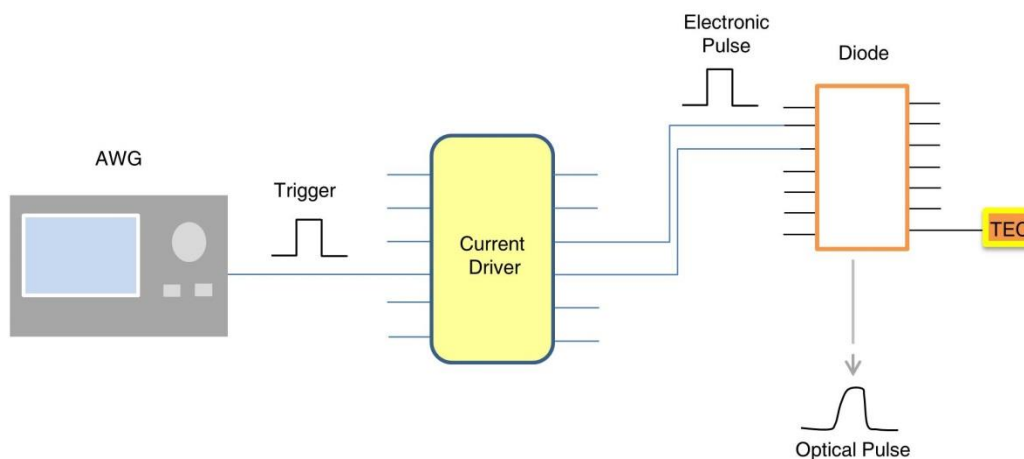 AWG
Trigger
Current
Driver
Electronic
Pulse
Diode
TEC
Optical Pulse